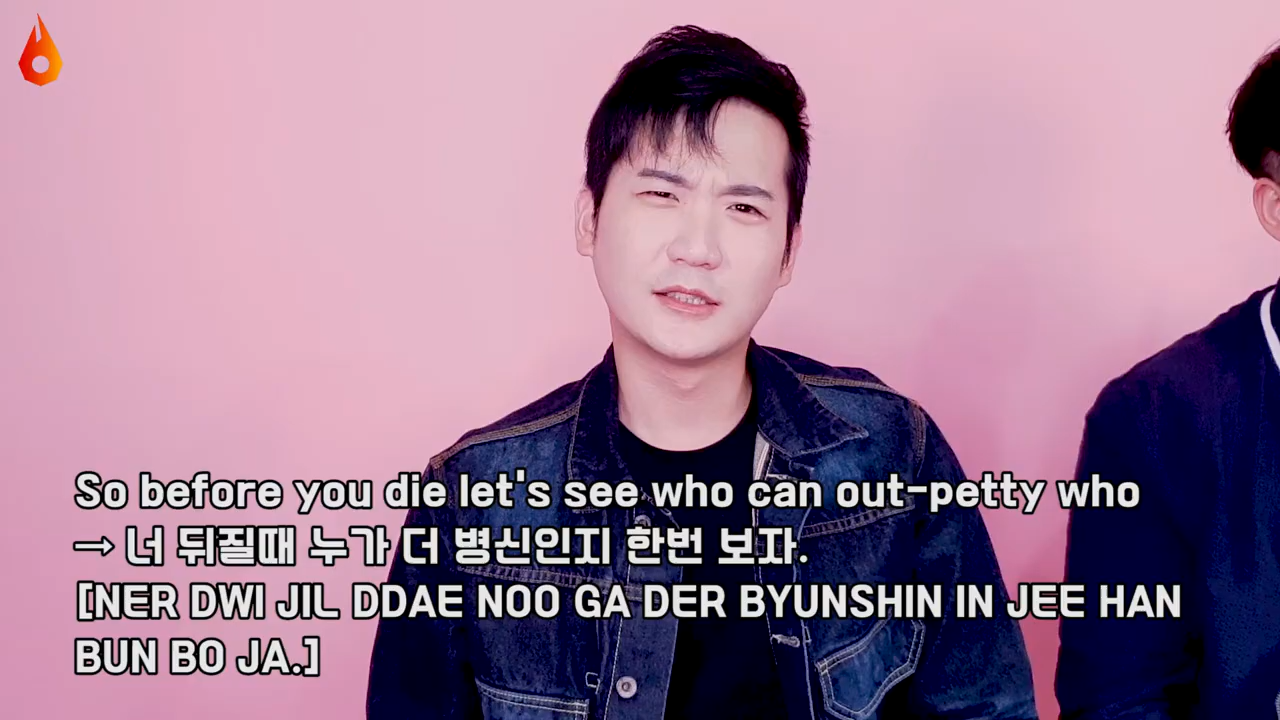 So before you die let's see who can out-petty who
→ 너 뒤질때 누가 더 병신인지 한번 보자.
[NER DWI JIL DDAE NOO GA DER BYUNSHIN IN JEE HAN
BUN BO JA.]